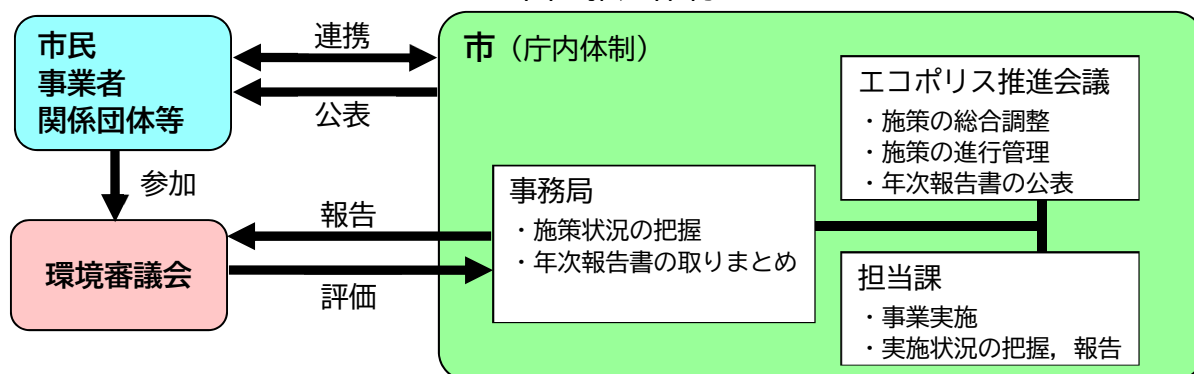 市民
事業者
関係団体等
連携
公表
参加
環境審議会
報告
評価
市（庁内体制）
事務局
・施策状況の把握
・年次報告書の取りまとめ
エコポリス推進会議
・施策の総合調整
・施策の進行管理
・年次報告書の公表
担当課
・事業実施
・実施状況の把握，報告